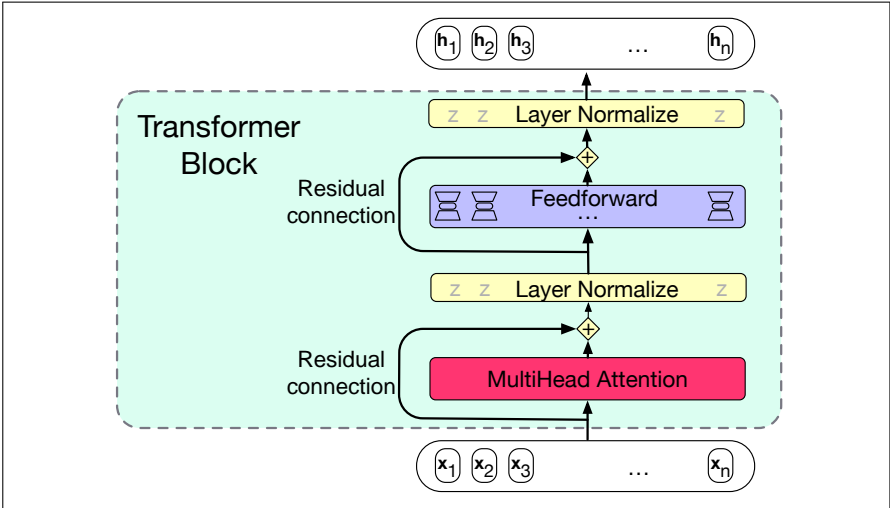 h1 h2 h3 … hn
z z Layer Normalize z
Transformer
Block
+
Residual
connection
Feedforward
…
z z Layer Normalize z
+
Residual
connection
MultiHead Attention
x1 x2 x3 … xn